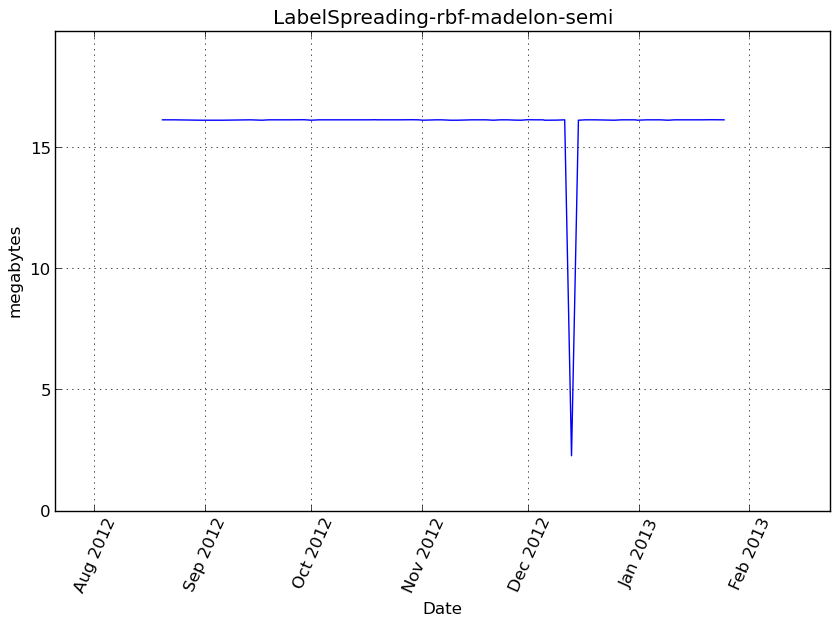 LabelSpreading-rbf-madelon-semi
megabytes
15
10
5
0
Aug 2012
Sep 2012
Oct 2012
Nov 2012
Dec 2012
Jan 2013
Feb 2013
Date